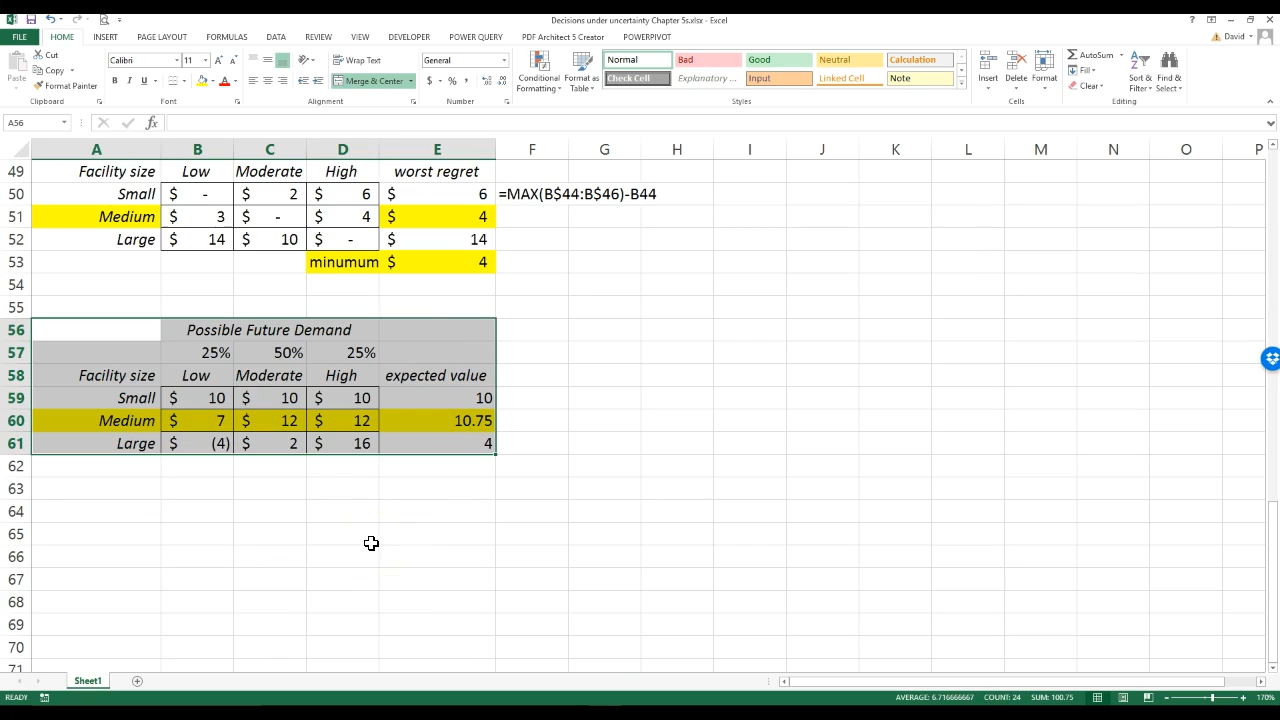 Decisions under uncertainty Chapter 5s.xlsx - Excel
?
FILE HOME INSERT PAGE LAYOUT FORMULAS DATA REVIEW VIEW DEVELOPER POWER QUERY PDF Architect 5 Creator POWERPIVOT David
Cut Calibri 11 Wrap Text General Normal Bad Good Neutral Calculation AutoSum
Paste Copy Format Painter B I U A Merge & Center $ % , Conditional Formatting Format as Table Check Cell Explanary ... Input Linked Cell Note Insert Delete Format Fill Clear Sort & Filter Find & Select
Clipboard Font Alignment Number Styles Cells Editing
A56 fx
A B C D E F G H I J K L M N O P
49 Facility size Low Moderate High worst regret
50 Small $ - $ 2 $ 6 $ 6 =MAX(B$44:B$46)-B44
51 Medium $ 3 $ - $ 4 $ 4
52 Large $ 14 $ 10 $ - $ 14
53 minumum $ 4
54
55
56 Possible Future Demand
57 25% 50% 25%
58 Facility size Low Moderate High expected value
59 Small $ 10 $ 10 $ 10 10
60 Medium $ 7 $ 12 $ 12 10.75
61 Large $ (4) $ 2 $ 16 4
62
63
64
65
66
67
68
69
70
71
Sheet1
READY AVERAGE: 6.716666667 COUNT: 24 SUM: 100.75 170%